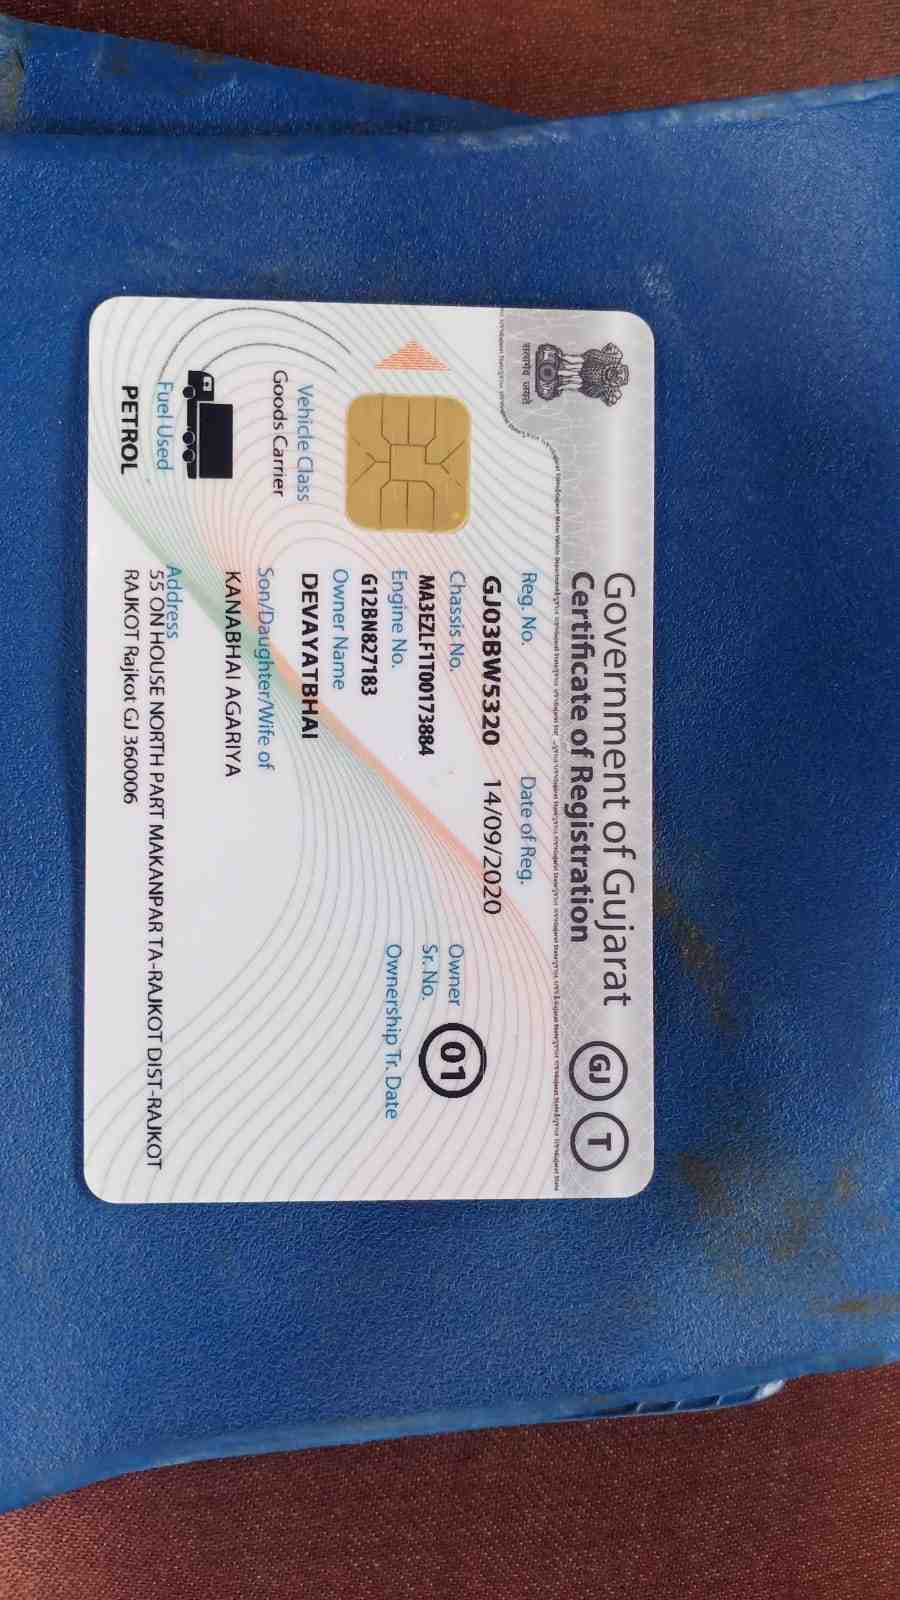 Government of Gujarat
Certificate of Registration
GJ T
सत्यमेव जयते
Reg. No.
Date of Reg.
GJ03BW5320 14/09/2020
Chassis No.
MA3EZLF1T00173884
Engine No.
G12BN827183
Owner
Sr. No.
01
Ownership Tr. Date
Owner Name
DEVAYATBHAI
Son/Daughter/Wife of
KANABHAI AGARIYA
Address
55 ON HOUSE NORTH PART MAKANPAR TA-RAJKOT DIST-RAJKOT
RAJKOT Rajkot GJ 360006
Vehicle Class
Goods Carrier
Fuel Used
PETROL